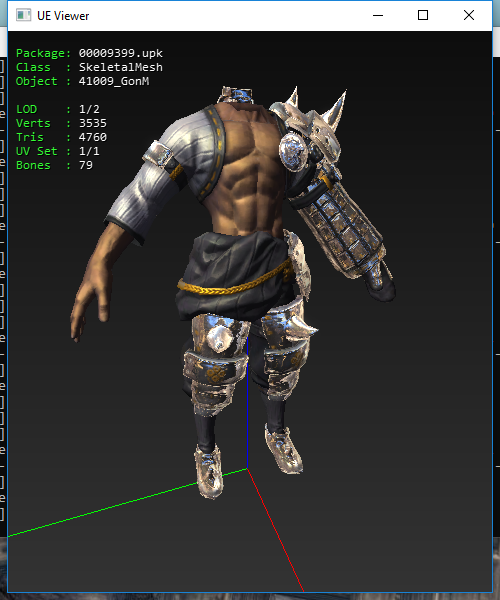 UE Viewer
Package: 00009399.upk
Class  : SkeletalMesh
Object : 41009_GonM
LOD    : 1/2
Verts  : 3535
Tris   : 4760
UV Set : 1/1
Bones  : 79